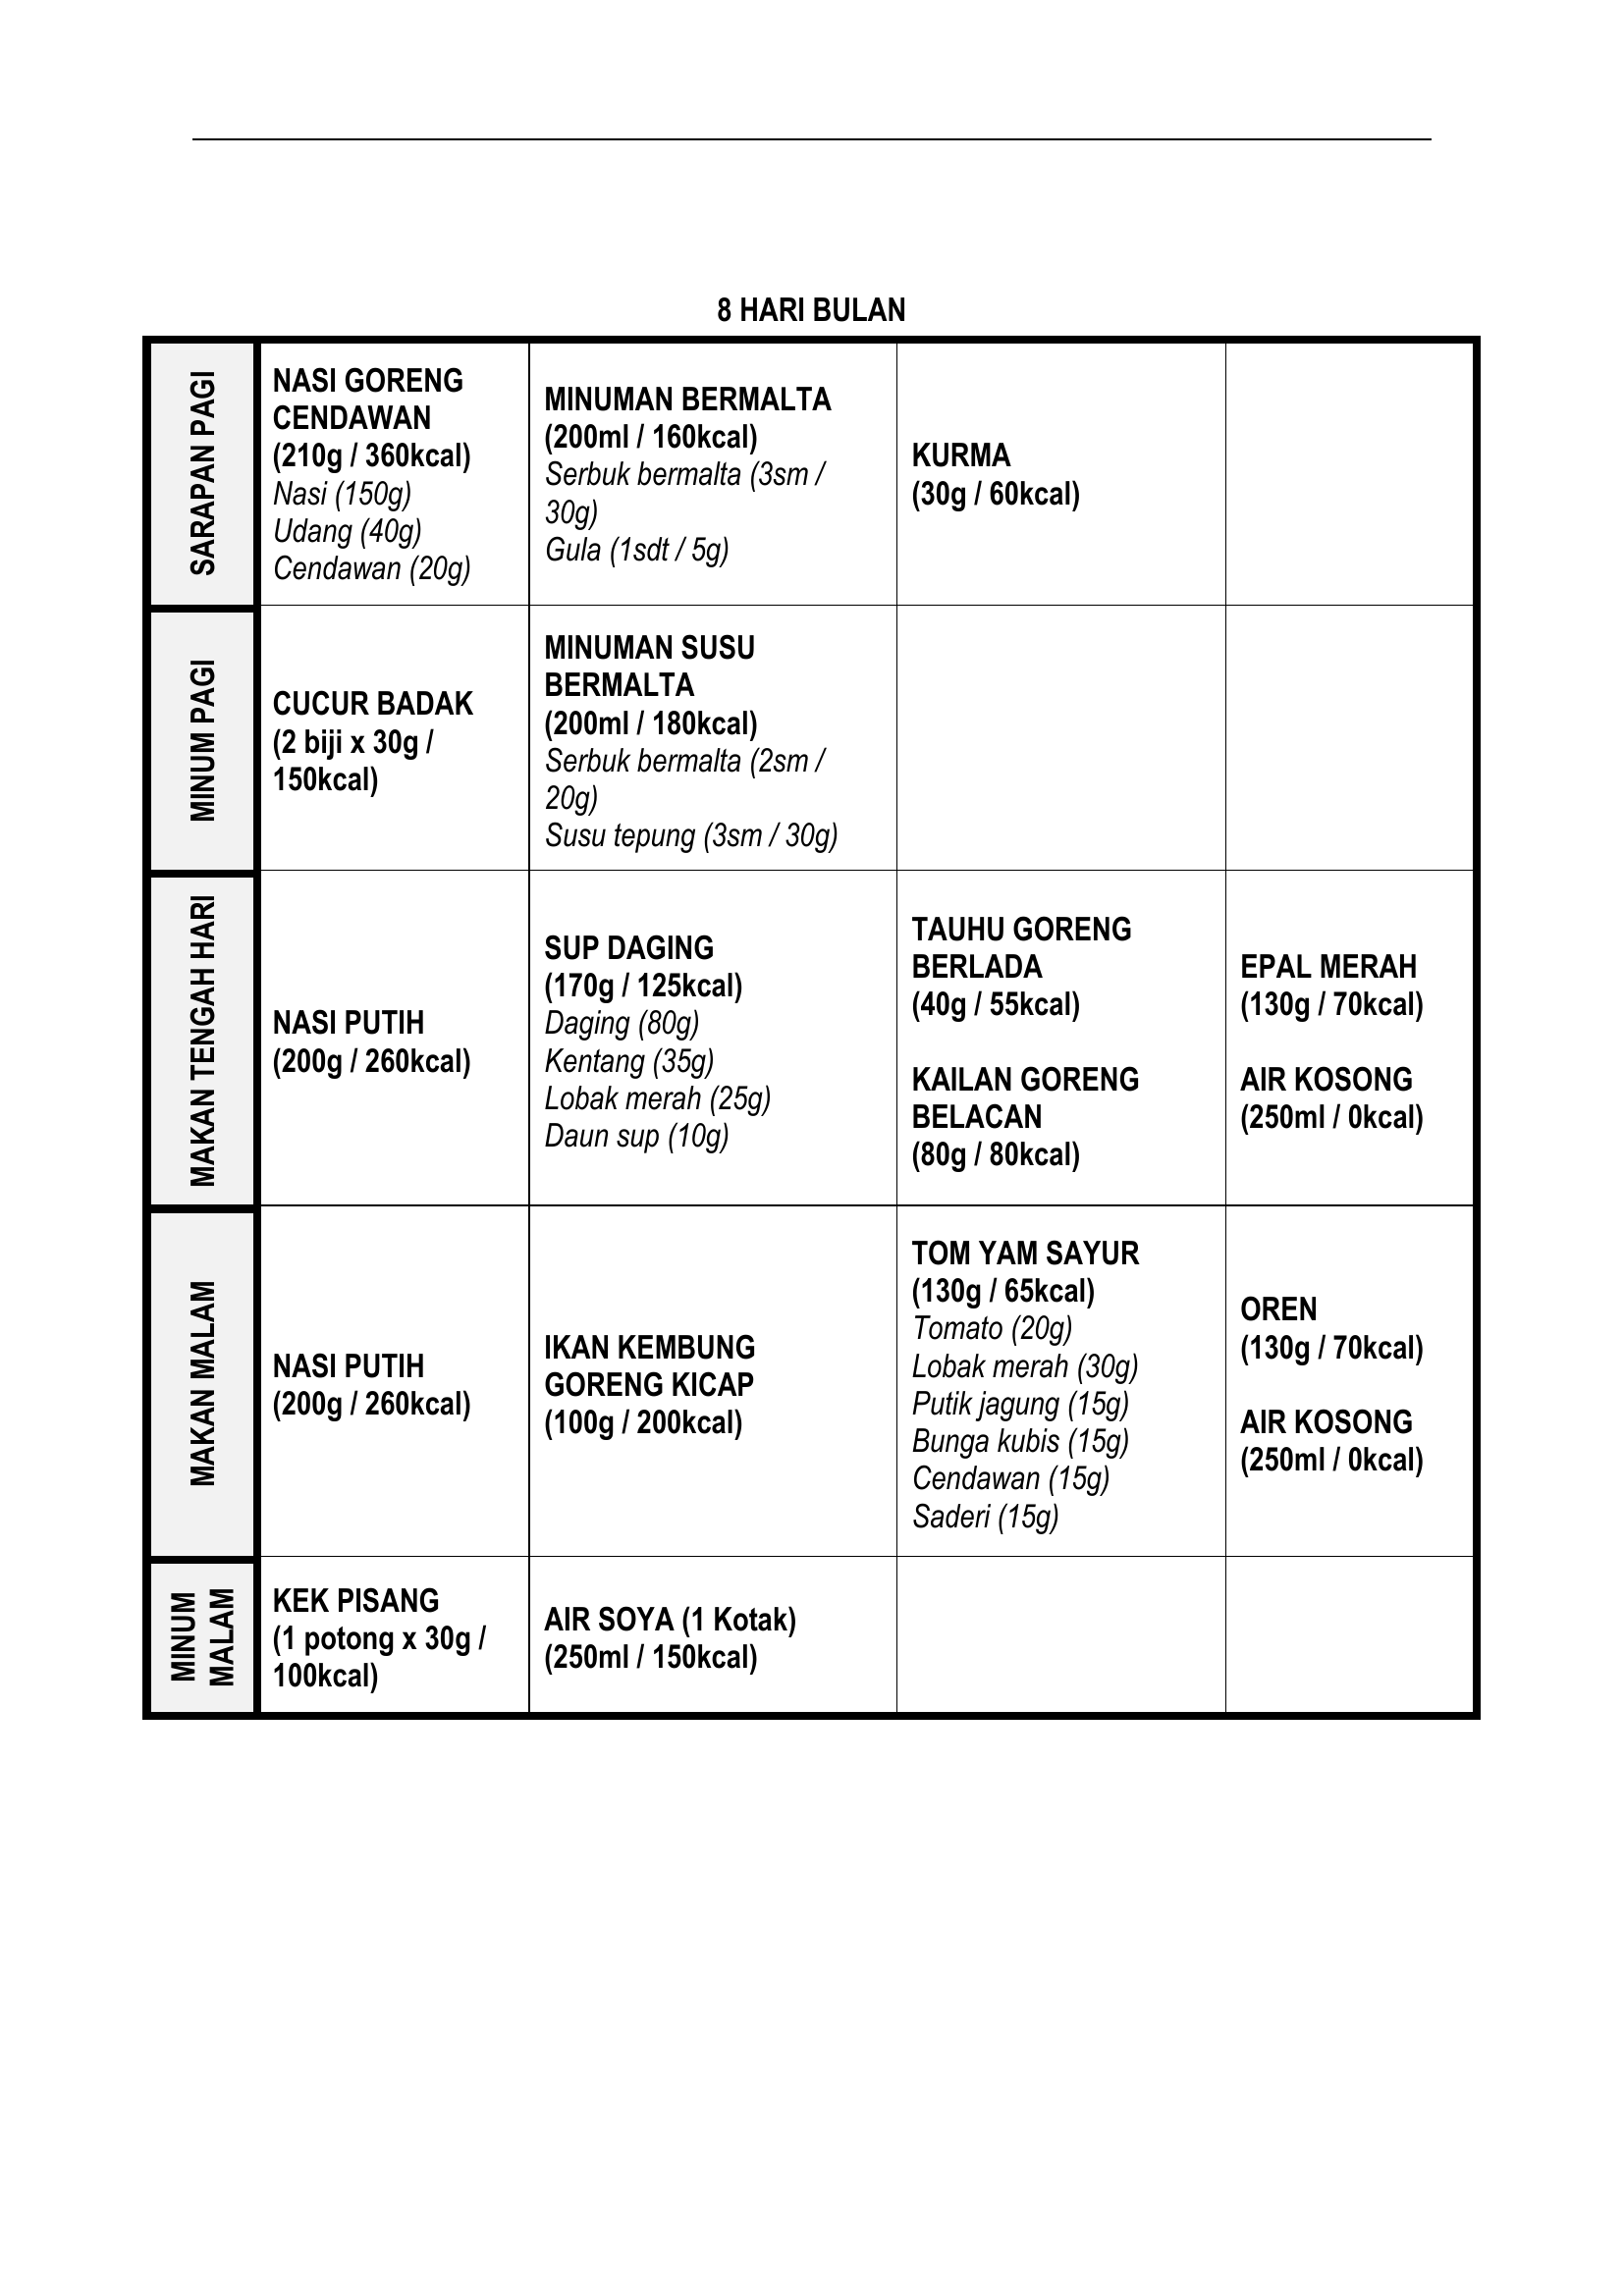 8 HARI BULAN
SARAPAN PAGI
NASI GORENG
CENDAWAN
(210g / 360kcal)
Nasi (150g)
Udang (40g)
Cendawan (20g)
MINUMAN BERMALTA
(200ml / 160kcal)
Serbuk bermalta (3sm /
30g)
Gula (1sdt / 5g)
KURMA
(30g / 60kcal)
MINUM PAGI
CUCUR BADAK
(2 biji x 30g /
150kcal)
MINUMAN SUSU
BERMALTA
(200ml / 180kcal)
Serbuk bermalta (2sm /
20g)
Susu tepung (3sm / 30g)
MAKAN TENGAH HARI
NASI PUTIH
(200g / 260kcal)
SUP DAGING
(170g / 125kcal)
Daging (80g)
Kentang (35g)
Lobak merah (25g)
Daun sup (10g)
TAUHU GORENG
BERLADA
(40g / 55kcal)
KAILAN GORENG
BELACAN
(80g / 80kcal)
EPAL MERAH
(130g / 70kcal)
AIR KOSONG
(250ml / 0kcal)
MAKAN MALAM
NASI PUTIH
(200g / 260kcal)
IKAN KEMBUNG
GORENG KICAP
(100g / 200kcal)
TOM YAM SAYUR
(130g / 65kcal)
Tomato (20g)
Lobak merah (30g)
Putik jagung (15g)
Bunga kubis (15g)
Cendawan (15g)
Saderi (15g)
OREN
(130g / 70kcal)
AIR KOSONG
(250ml / 0kcal)
MINUM
MALAM
KEK PISANG
(1 potong x 30g /
100kcal)
AIR SOYA (1 Kotak)
(250ml / 150kcal)